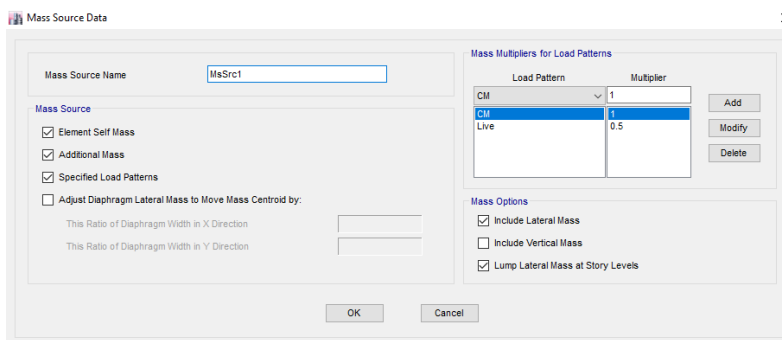 Mass Source Data
Mass Source Name
MsSrc1
Mass Source
Element Self Mass
Additional Mass
Specified Load Patterns
Adjust Diaphragm Lateral Mass to Move Mass Centroid by:
This Ratio of Diaphragm Width in X Direction
This Ratio of Diaphragm Width in Y Direction
Mass Multipliers for Load Patterns
Load Pattern Multiplier
CM 1
CM 1
Live 0.5
Add
Modify
Delete
Mass Options
Include Lateral Mass
Include Vertical Mass
Lump Lateral Mass at Story Levels
OK Cancel